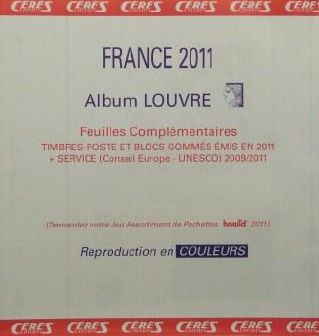 CERES CERES CERES CERES CERES CERES
FRANCE 2011
Album LOUVRE
Feuilles Complémentaires
TIMBRES-POSTE ET BLOCS GOMMÉS ÉMIS EN 2011
+ SERVICE (Conseil Europe - UNESCO) 2009/2011
(Demandez notre Jeu Assortiment de Pochettes hawid 2011)
Reproduction en COULEURS
CERES CERES CERES CERES CERES CERES